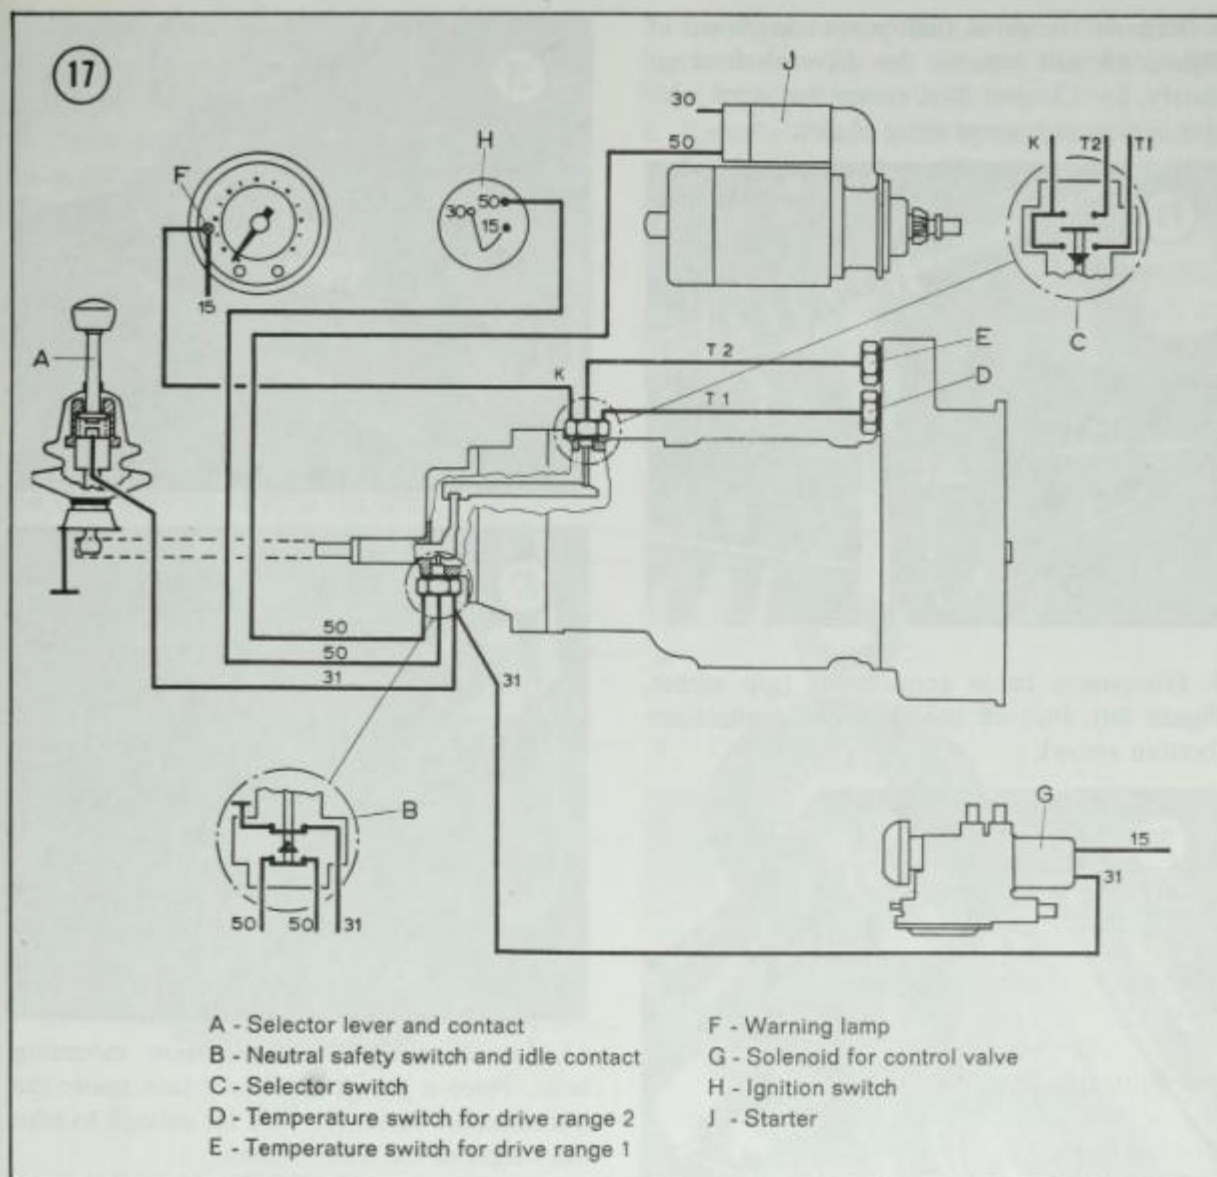 17
J
30
50
H
50
30
15
F
15
K
T2
T1
C
A
T 2
E
K
T 1
D
50
50
31
31
B
50
50
31
G
15
31
A - Selector lever and contact
B - Neutral safety switch and idle contact
C - Selector switch
D - Temperature switch for drive range 2
E - Temperature switch for drive range 1
F - Warning lamp
G - Solenoid for control valve
H - Ignition switch
J - Starter